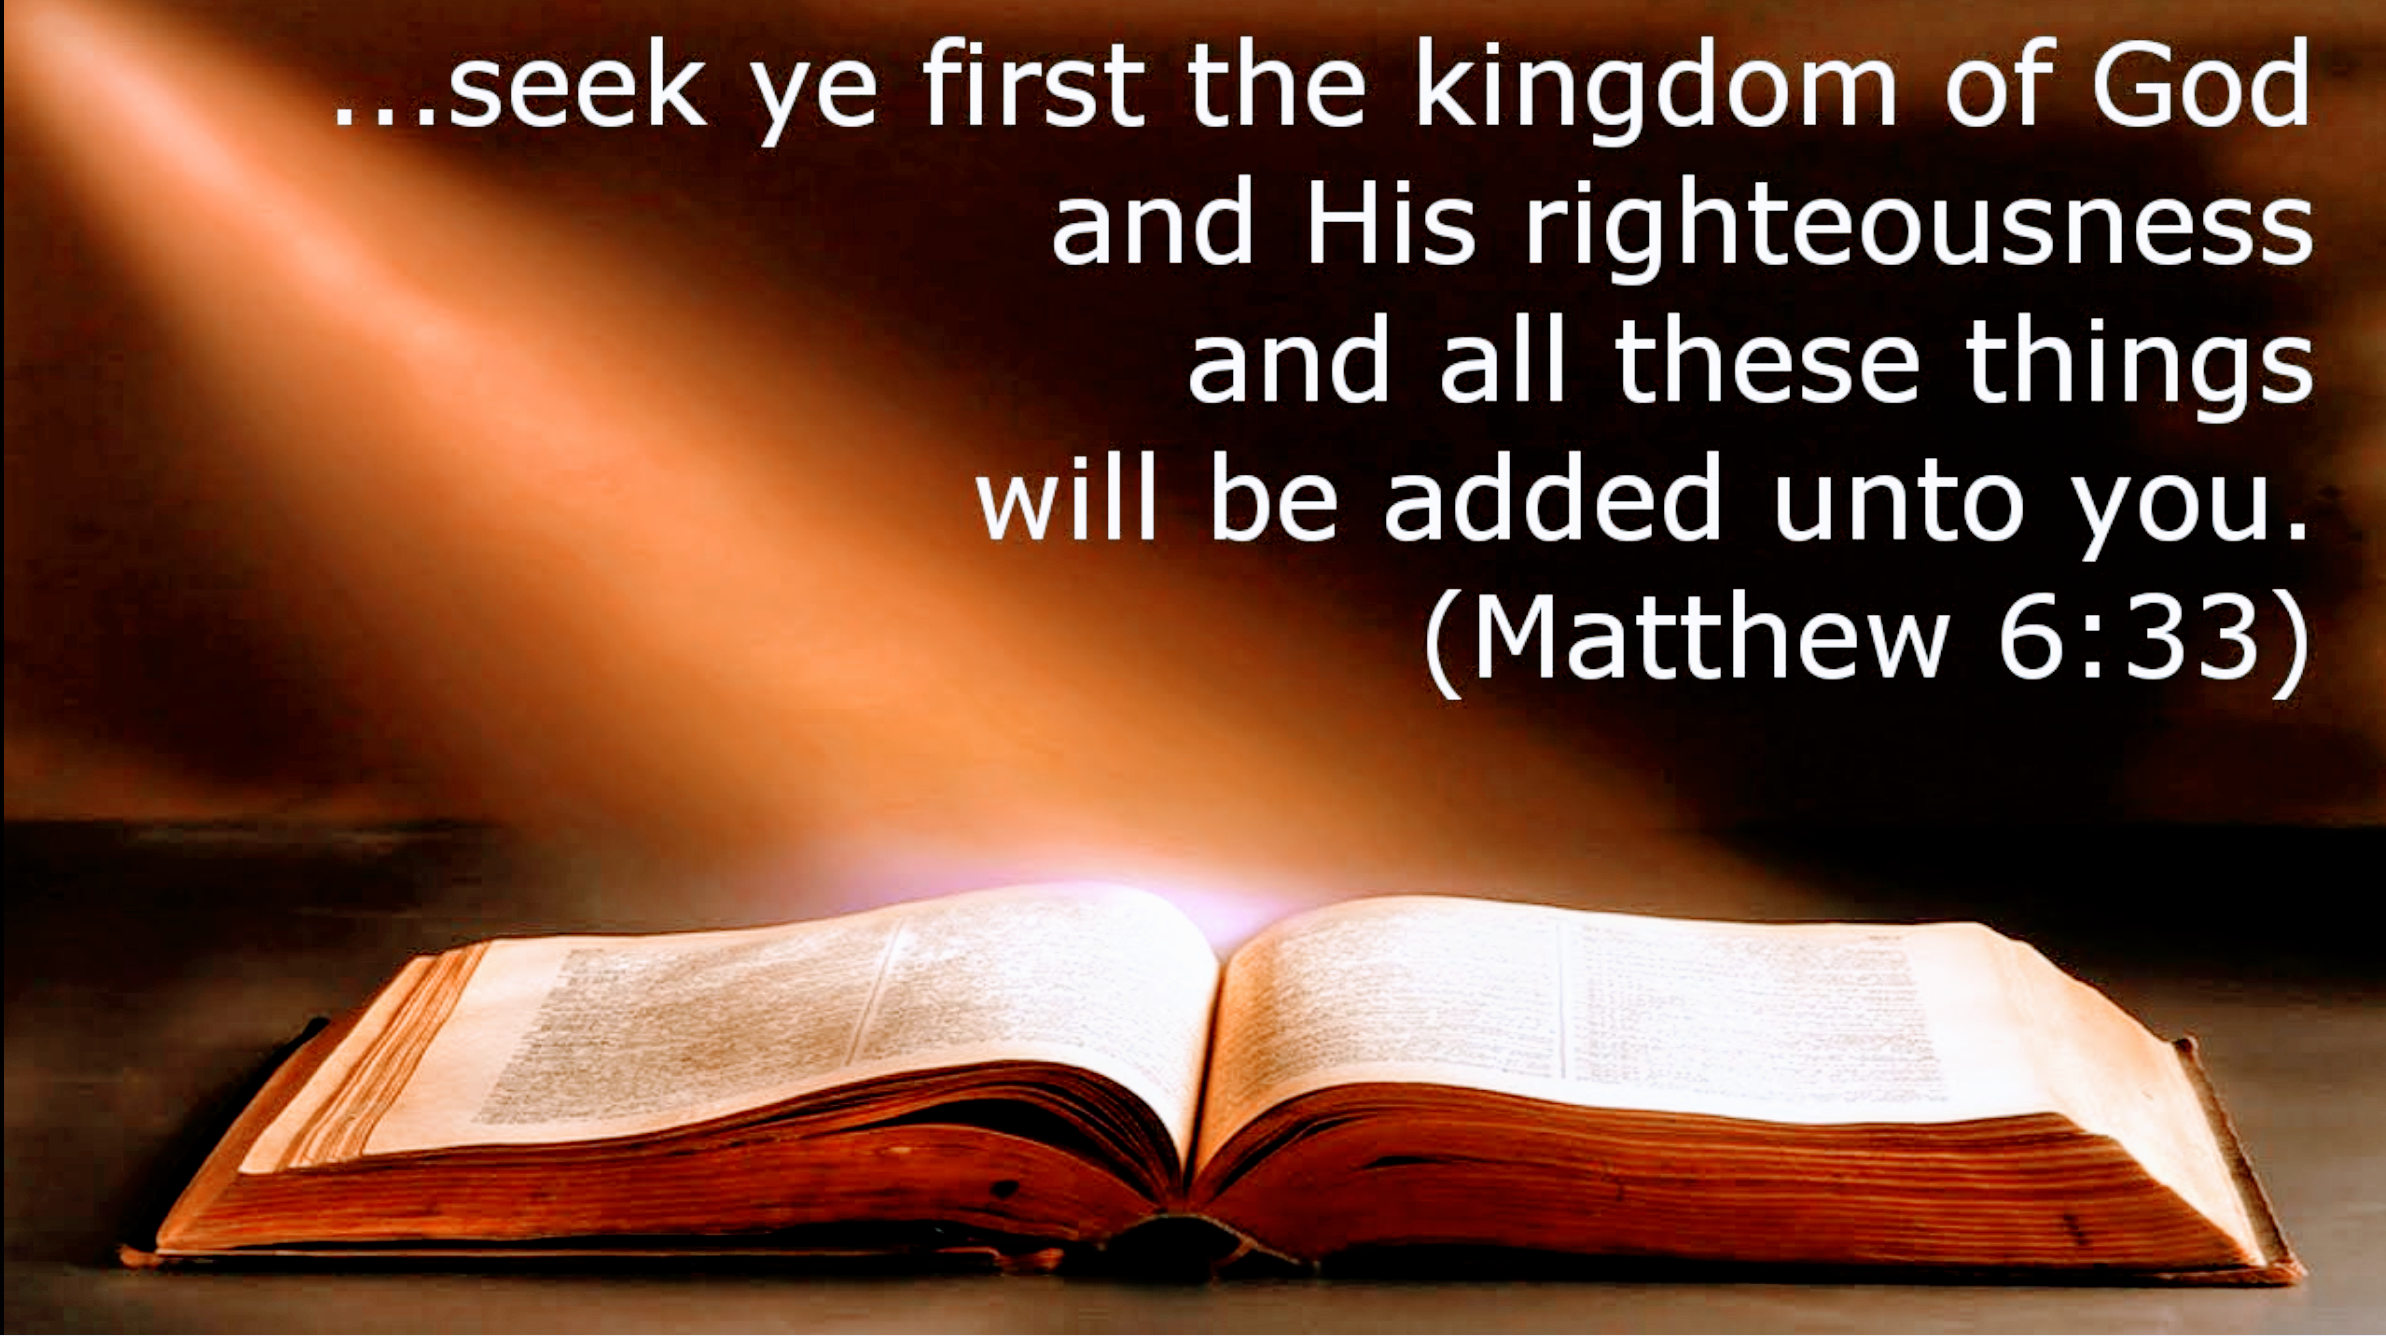 ...seek ye first the kingdom of God
and His righteousness
and all these things
will be added unto you.
(Matthew 6:33)